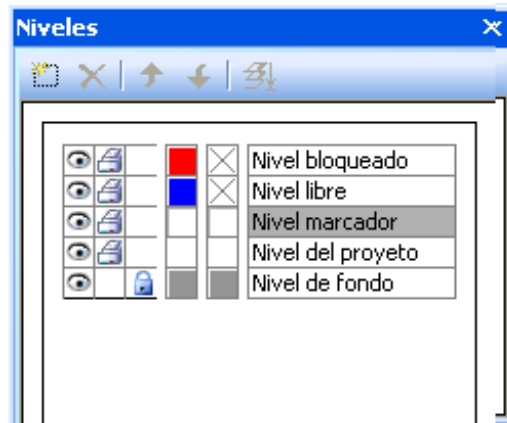 Niveles
Nivel bloqueado
Nivel libre
Nivel marcador
Nivel del proyeto
Nivel de fondo